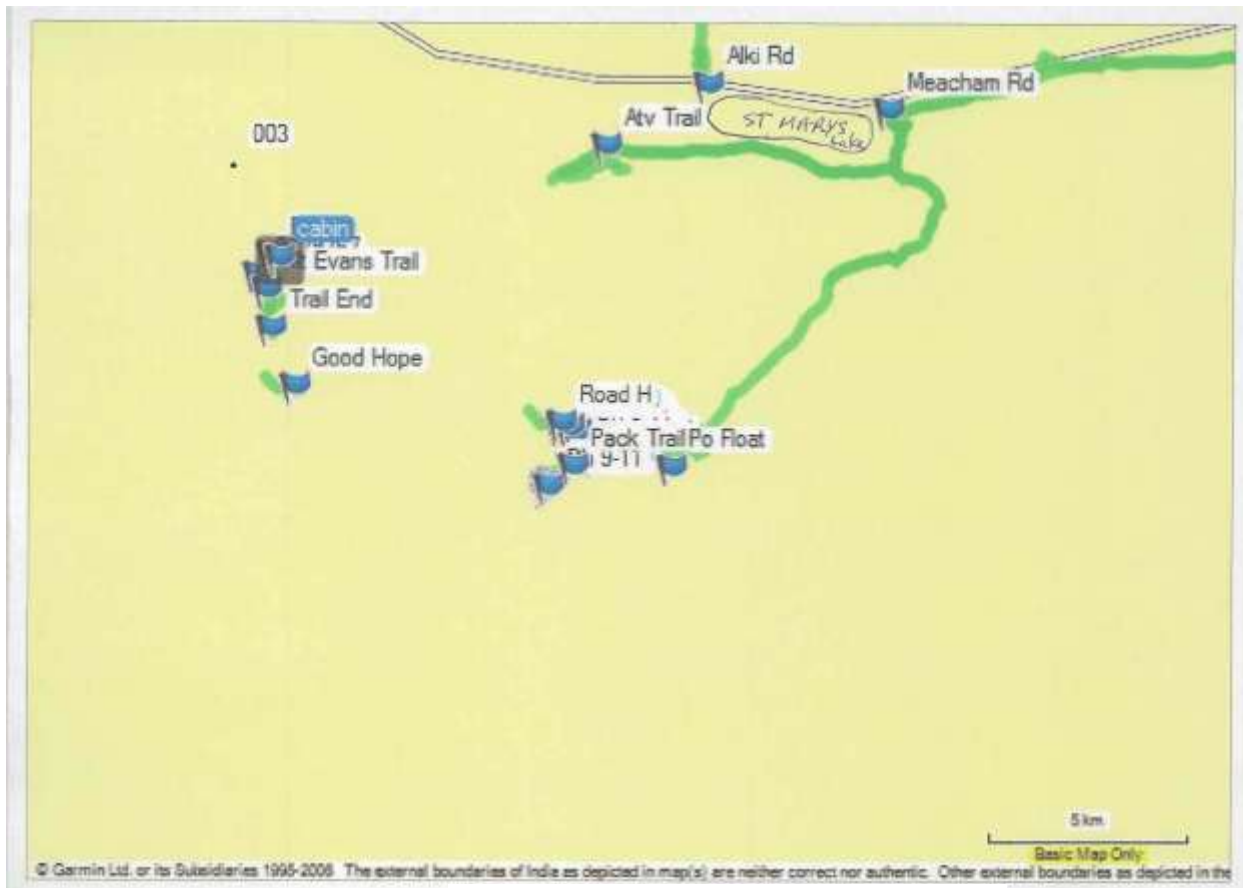 Alki Rd
Meacham Rd
Atv Trail
ST MARYS
Lake
003
cabin
Evans Trail
Trail End
Good Hope
Road H
Pack Trail Po Float
9-11
5 km
Basic Map Only
© Garmin Ltd. or its Subsidiaries 1995-2006 The external boundaries of India as depicted in map(s) are neither correct nor authentic. Other external boundaries as depicted in the